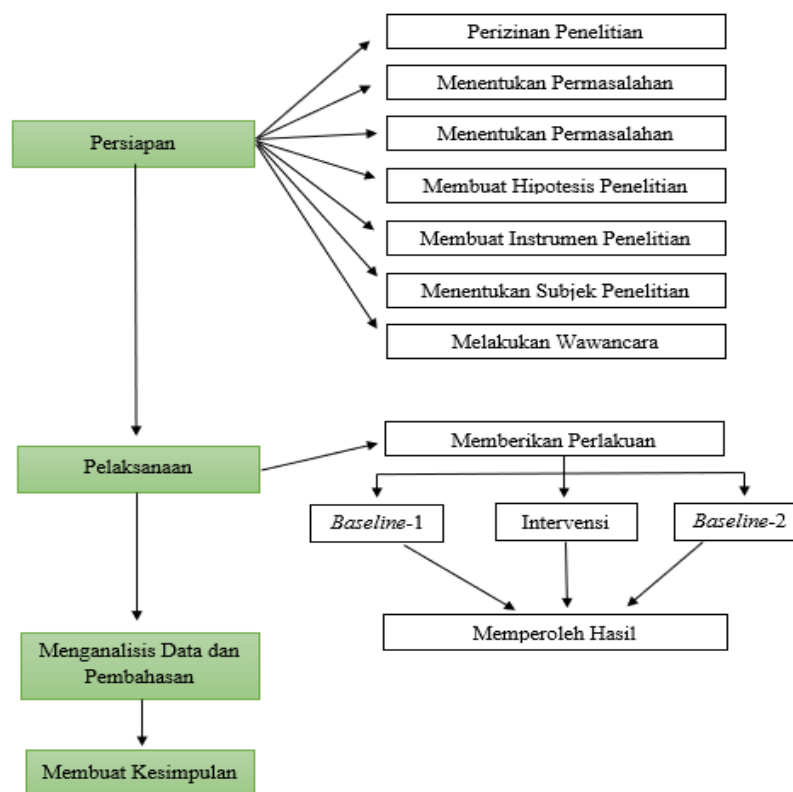 Perizinan Penelitian
Menentukan Permasalahan
Persiapan
Menentukan Permasalahan
Membuat Hipotesis Penelitian
Membuat Instrumen Penelitian
Menentukan Subjek Penelitian
Melakukan Wawancara
Pelaksanaan
Memberikan Perlakuan
Baseline-1
Intervensi
Baseline-2
Memperoleh Hasil
Menganalisis Data dan
Pembahasan
Membuat Kesimpulan